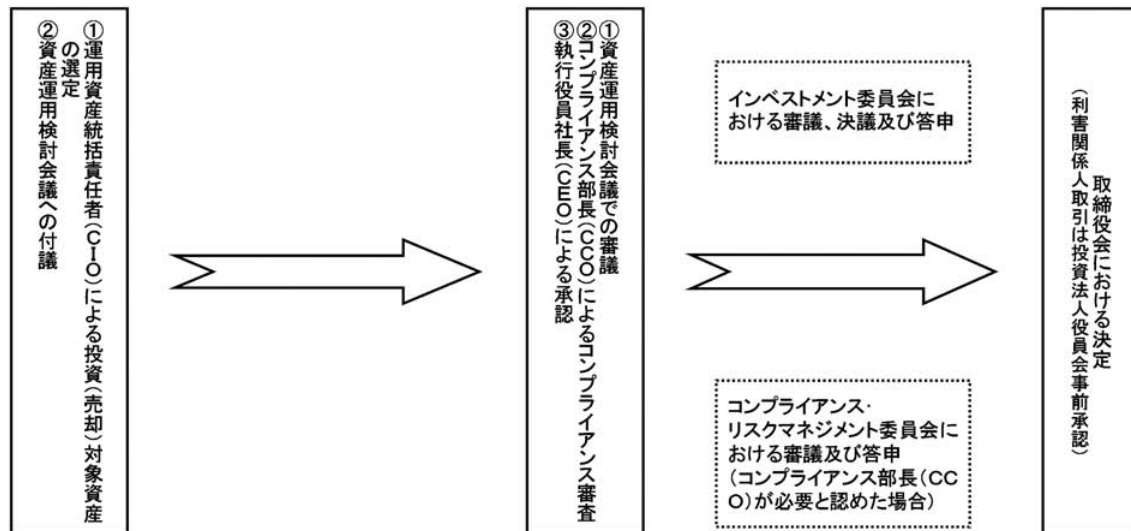 ①運用資産統括責任者（CIO）による投資（売却）対象資産
の選定
②資産運用検討会議への付議
①資産運用検討会議での審議
②コンプライアンス部長（CCO）によるコンプライアンス審査
③執行役員社長（CEO）による承認
インベストメント委員会に
おける審議、決議及び答申
コンプライアンス・
リスクマネジメント委員会に
おける審議及び答申
（コンプライアンス部長（CC
O）が必要と認めた場合）
取締役会における決定
（利害関係人取引は投資法人役員会事前承認）